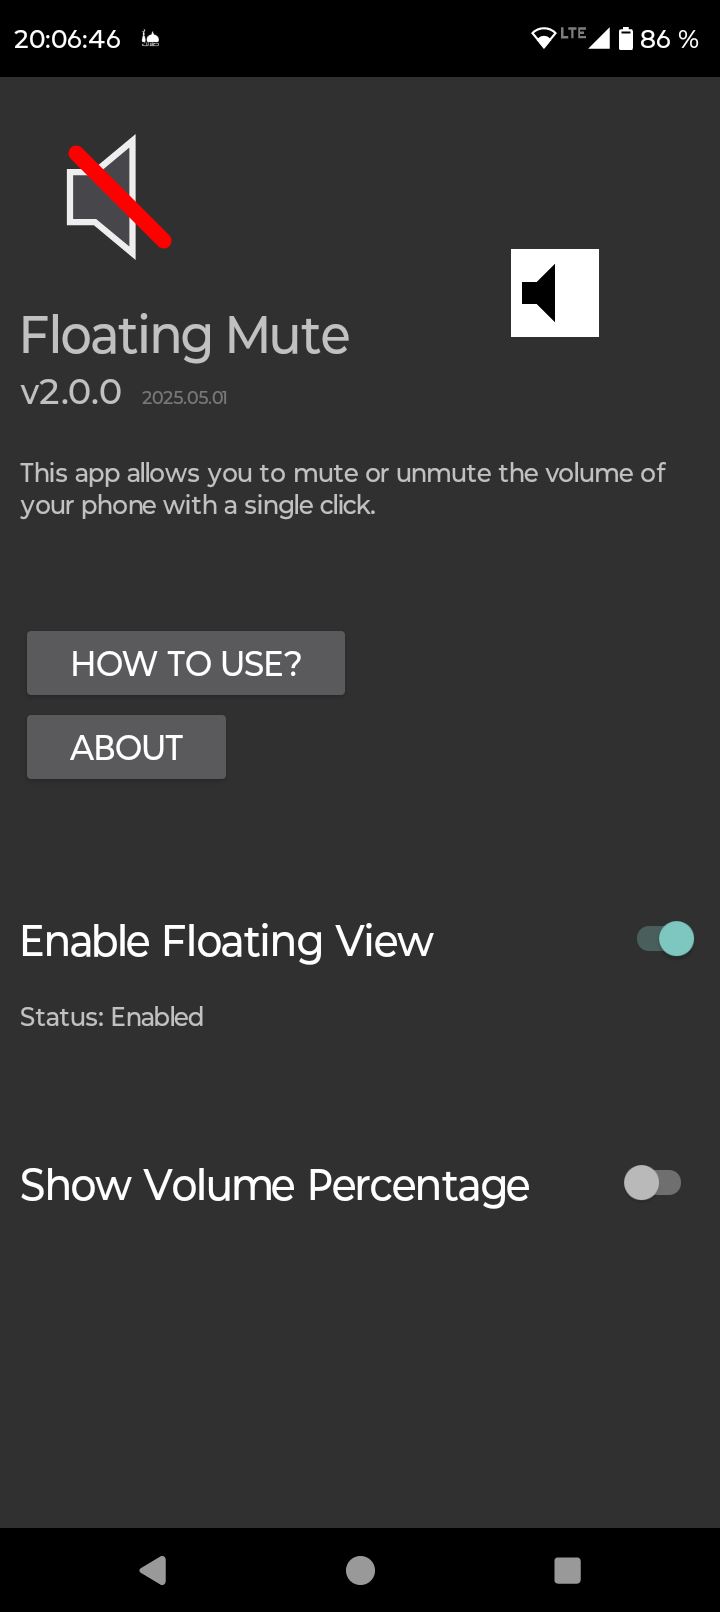 20:06:46
LTE 86 %
Floating Mute
v2.0.0 2025.05.01
This app allows you to mute or unmute the volume of
your phone with a single click.
HOW TO USE?
ABOUT
Enable Floating View
Status: Enabled
Show Volume Percentage